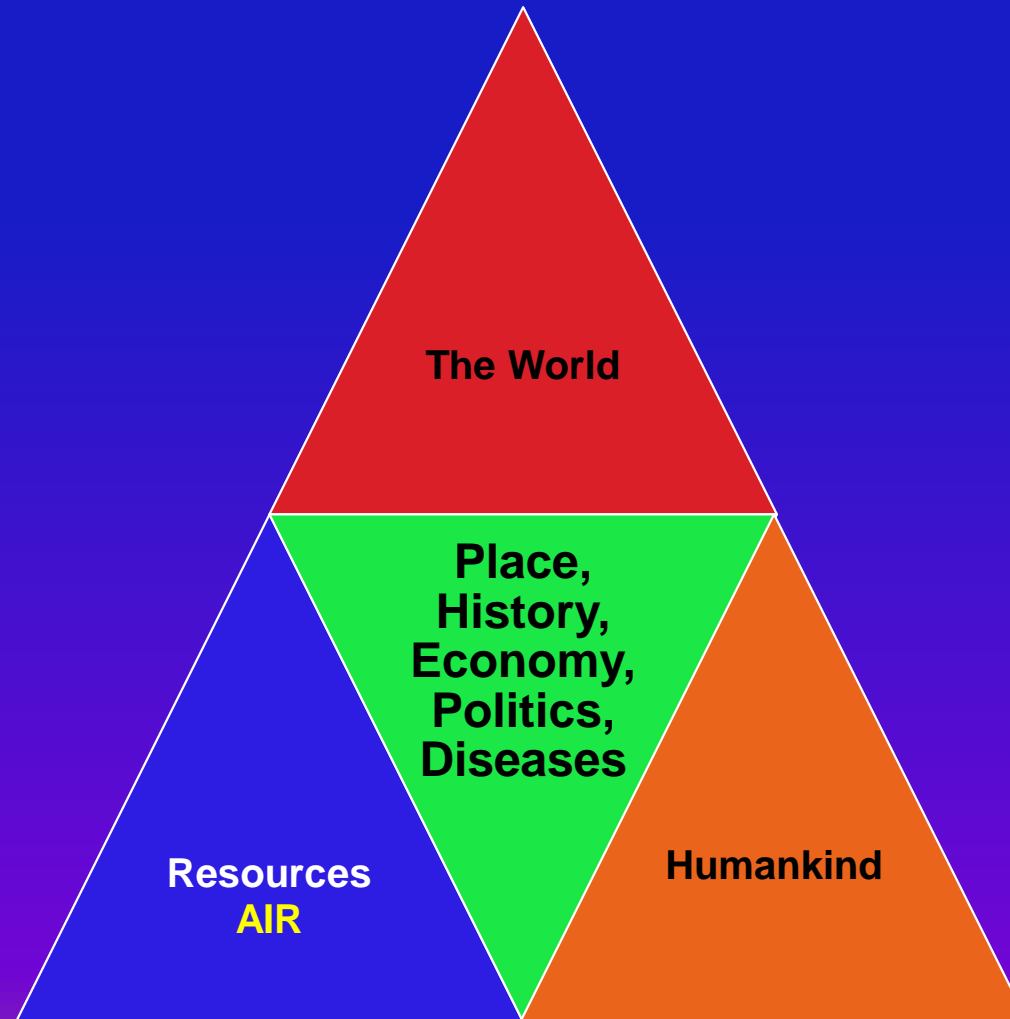 The World
Place,
History,
Economy,
Politics,
Diseases
Resources
AIR
Humankind